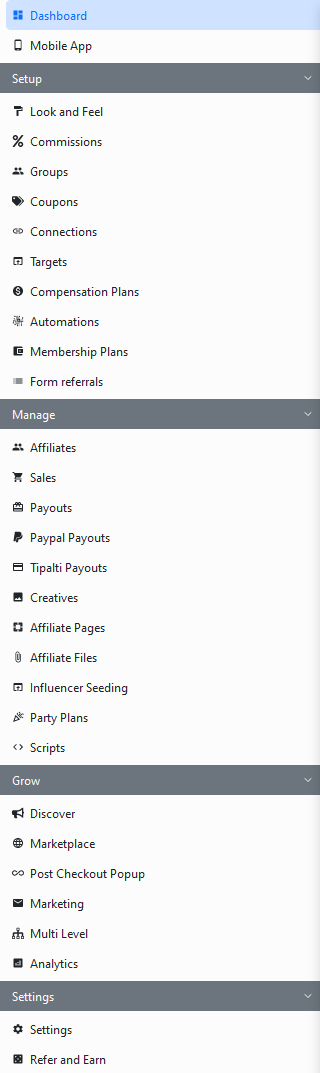 Dashboard
Mobile App
Setup
Look and Feel
Commissions
Groups
Coupons
Connections
Targets
Compensation Plans
Automations
Membership Plans
Form referrals
Manage
Affiliates
Sales
Payouts
Paypal Payouts
Tipalti Payouts
Creatives
Affiliate Pages
Affiliate Files
Influencer Seeding
Party Plans
Scripts
Grow
Discover
Marketplace
Post Checkout Popup
Marketing
Multi Level
Analytics
Settings
Settings
Refer and Earn